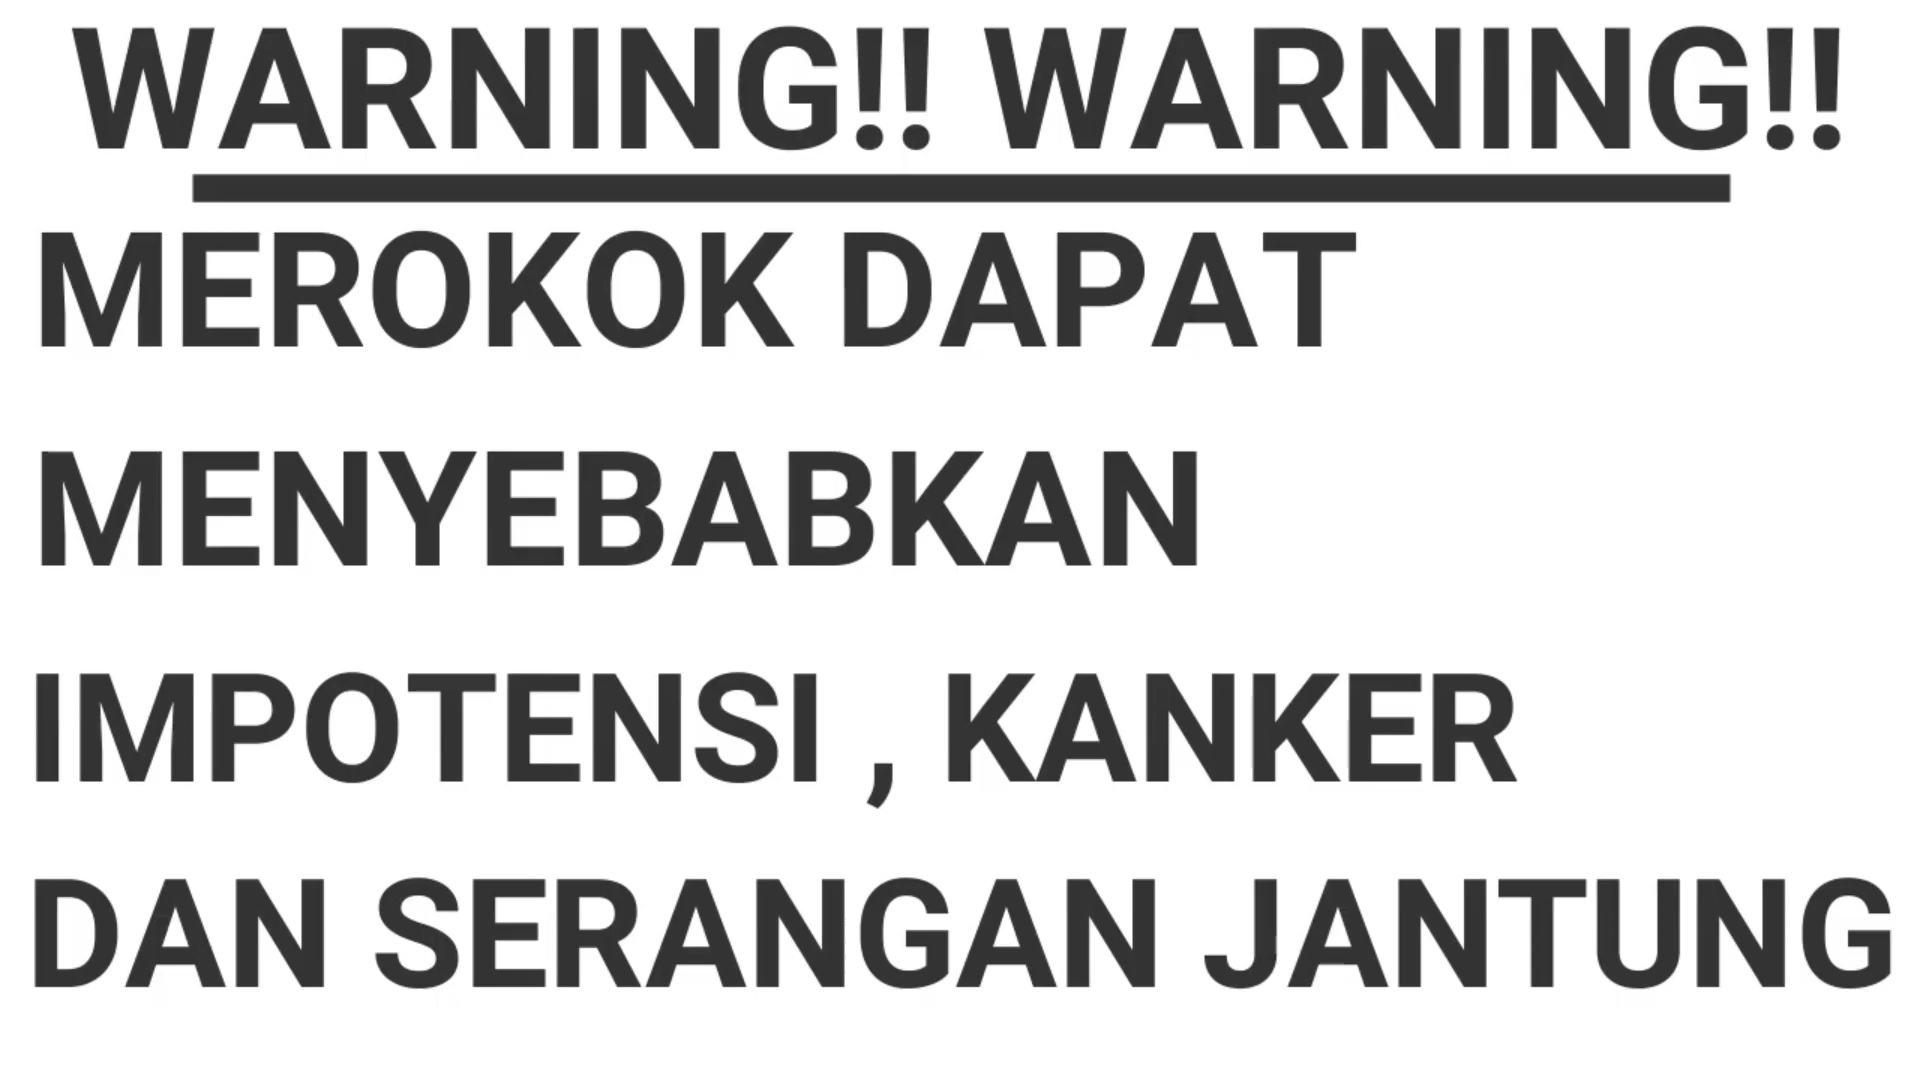 WARNING!! WARNING!!
MEROKOK DAPAT
MENYEBABKAN
IMPOTENSI , KANKER
DAN SERANGAN JANTUNG